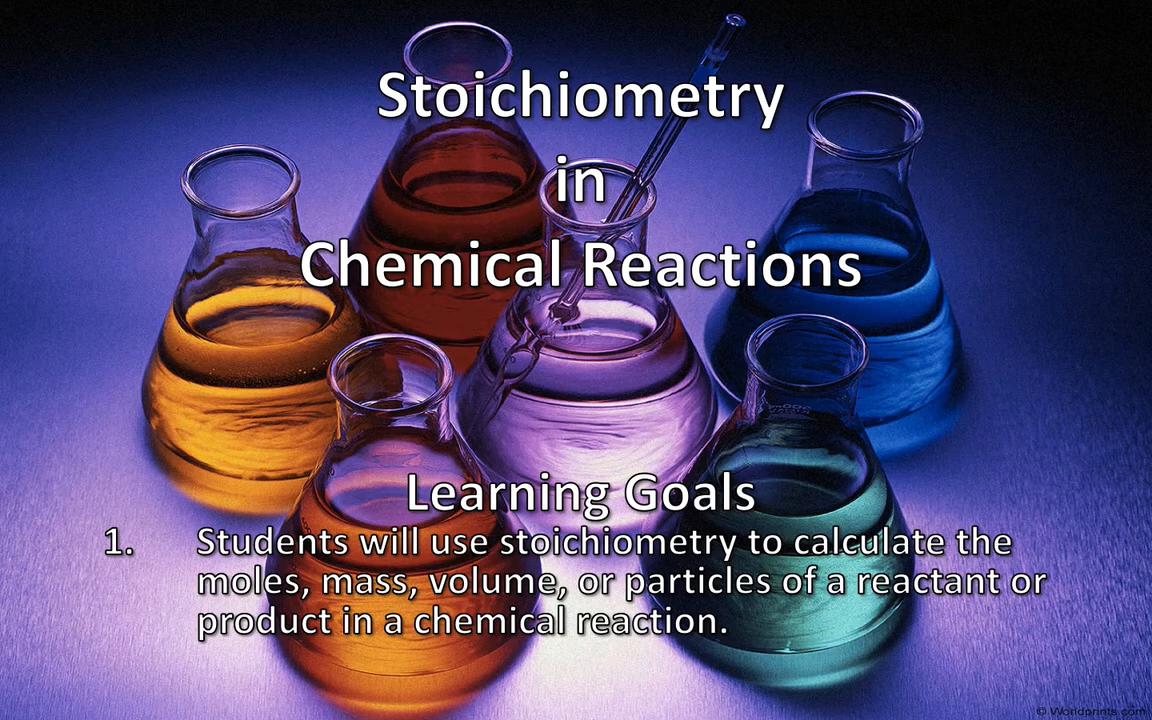 Stoichiometry
in
Chemical Reactions
Learning Goals
1. Students will use stoichiometry to calculate the
moles, mass, volume, or particles of a reactant or
product in a chemical reaction.
© Worldprints.com